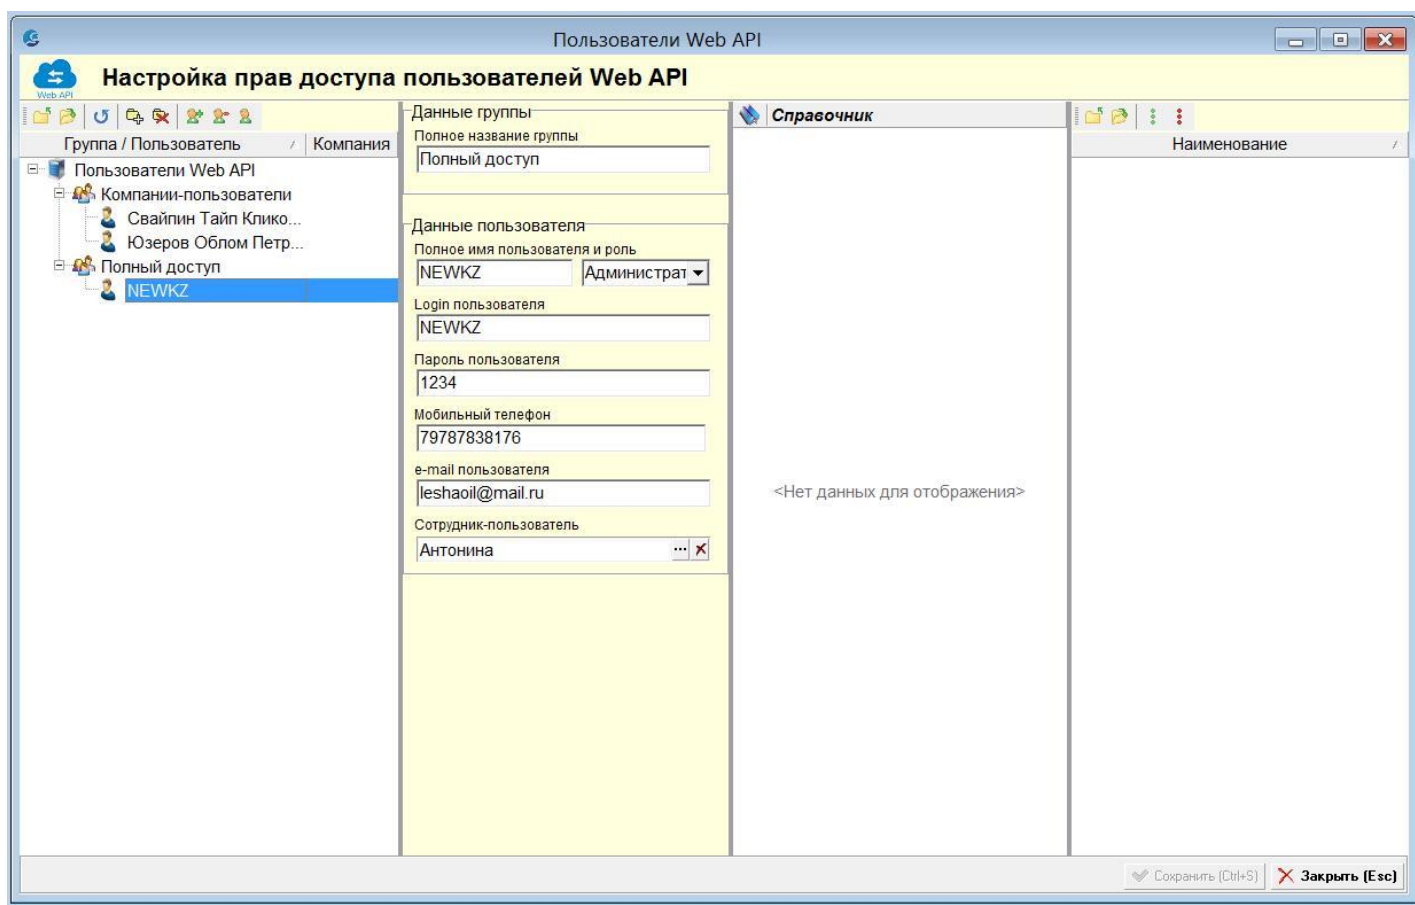 Пользователи Web API
Web API
Настройка прав доступа пользователей Web API
Группа / Пользователь
Компания
Пользователи Web API
Компании-пользователи
Свайпин Тайп Клико...
Юзеров Облом Петр...
Полный доступ
NEWKZ
Данные группы
Полное название группы
Полный доступ
Данные пользователя
Полное имя пользователя и роль
NEWKZ
Администрат
Login пользователя
NEWKZ
Пароль пользователя
1234
Мобильный телефон
79787838176
e-mail пользователя
leshaoil@mail.ru
Сотрудник-пользователь
Антонина
Справочник
<Нет данных для отображения>
Наименование
Сохранить (Ctrl+S)
Закрыть (Esc)